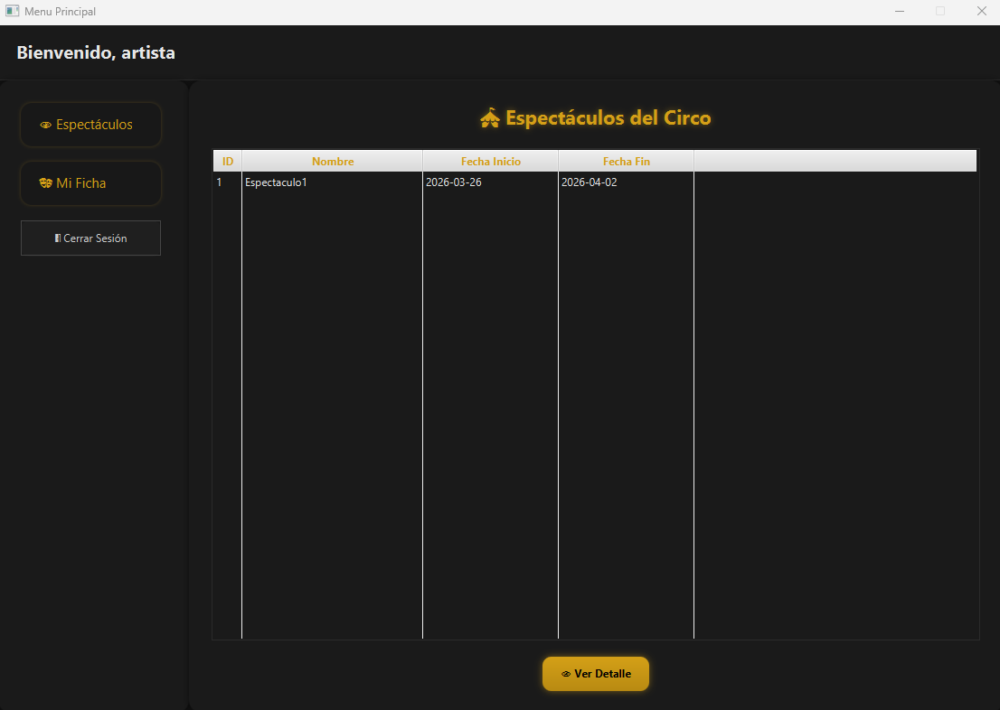 Menu Principal
Bienvenido, artista
Espectáculos
Mi Ficha
Cerrar Sesión
Espectáculos del Circo
ID Nombre Fecha Inicio Fecha Fin
1 Espectaculo1 2026-03-26 2026-04-02
Ver Detalle